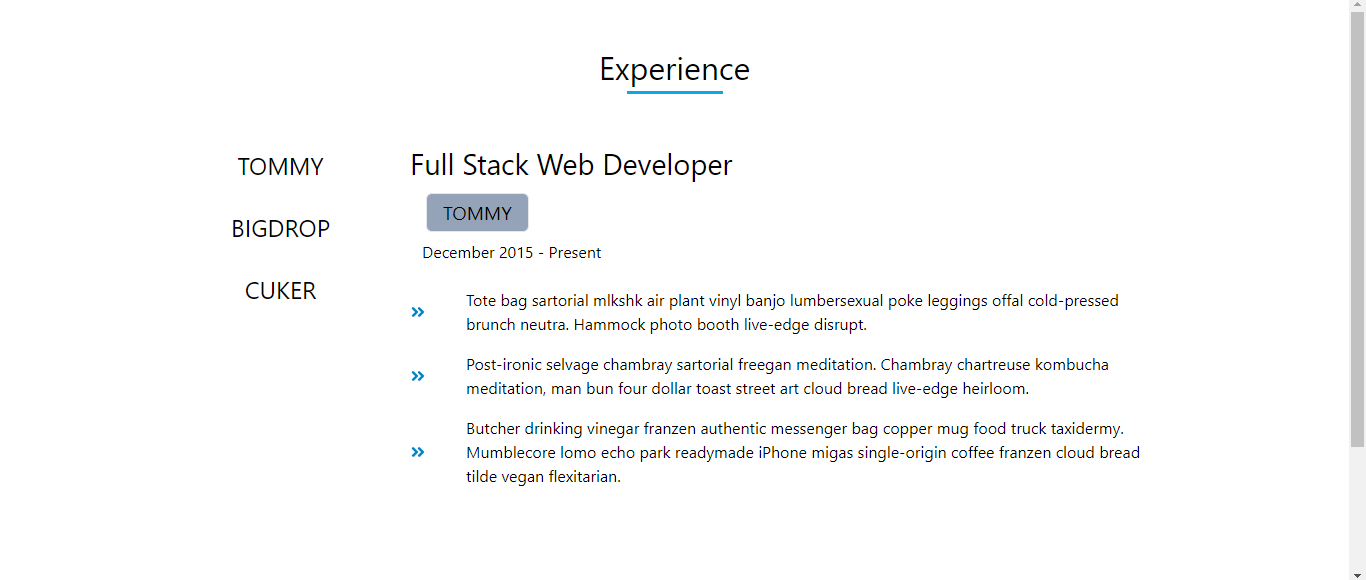 Experience
TOMMY
BIGDROP
CUKER
Full Stack Web Developer
TOMMY
December 2015 - Present
Tote bag sartorial mlkshk air plant vinyl banjo lumbersexual poke leggings offal cold-pressed
brunch neutra. Hammock photo booth live-edge disrupt.
Post-ironic selvage chambray sartorial freegan meditation. Chambray chartreuse kombucha
meditation, man bun four dollar toast street art cloud bread live-edge heirloom.
Butcher drinking vinegar franzen authentic messenger bag copper mug food truck taxidermy.
Mumblecore lomo echo park readymade iPhone migas single-origin coffee franzen cloud bread
tilde vegan flexitarian.